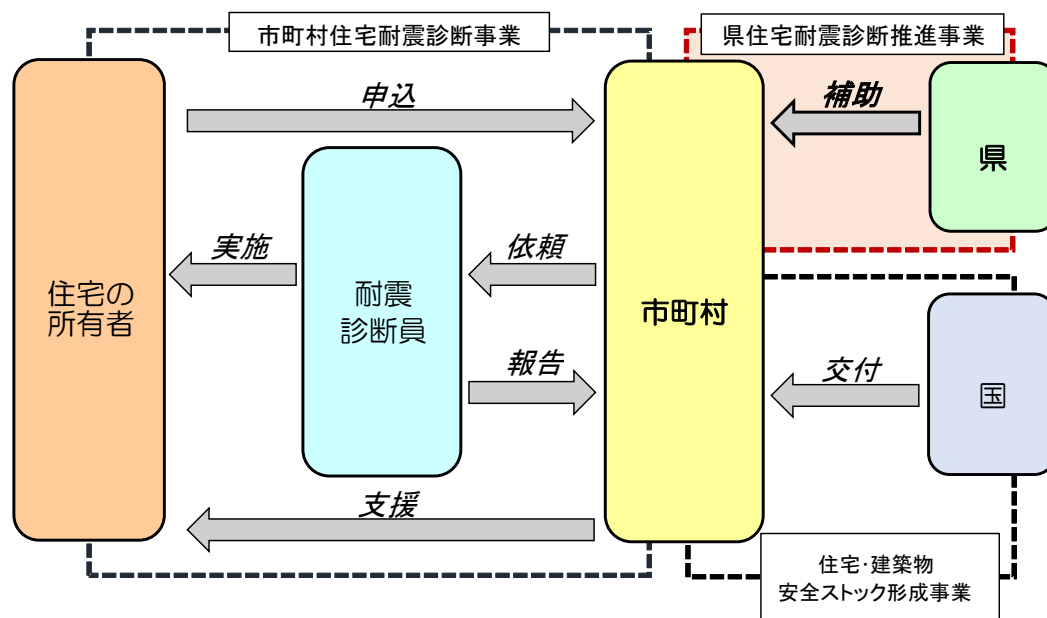 市町村住宅耐震診断事業
県住宅耐震診断推進事業
申込
補助
県
実施
依頼
住宅の
所有者
耐震
診断員
市町村
報告
交付
国
支援
住宅・建築物
安全ストック形成事業